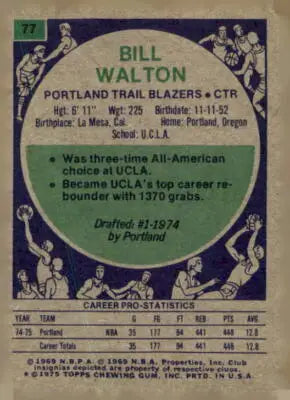 77
BILL
WALTON
PORTLAND TRAIL BLAZERS • CTR
Hgt: 6' 11" Wgt: 225 Birthdate: 11-11-52
Birthplace: La Mesa, Cal. Home: Portland, Oregon
School: U.C.L.A.
• Was three-time All-American
choice at UCLA.
• Became UCLA's top career re-
bounder with 1370 grabs.
Drafted: #1-1974
by Portland
CAREER PRO-STATISTICS
YEAR TEAM G FG FT REB PTS AVG
74-75 Portland NBA 35 177 94 441 448 12.8
Career Totals 35 177 94 441 448 12.8
© 1969 N.B.P.A. © 1969 N.B.A. Properties, Inc. Club
insignias depicted are property of respective clubs.
© 1975 TOPPS CHEWING GUM, INC. PRTD. IN U.S.A.